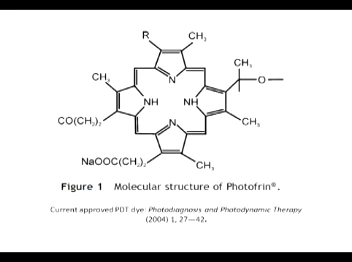 R
CH3
CH3
CH3
O
N
NH
NH
N
CO(CH2)2
CH3
NaOOC(CH2)2
CH3
Figure 1 Molecular structure of Photofrin®.
Current approved PDT dye: Photodiagnosis and Photodynamic Therapy
(2004) 1, 27—42.